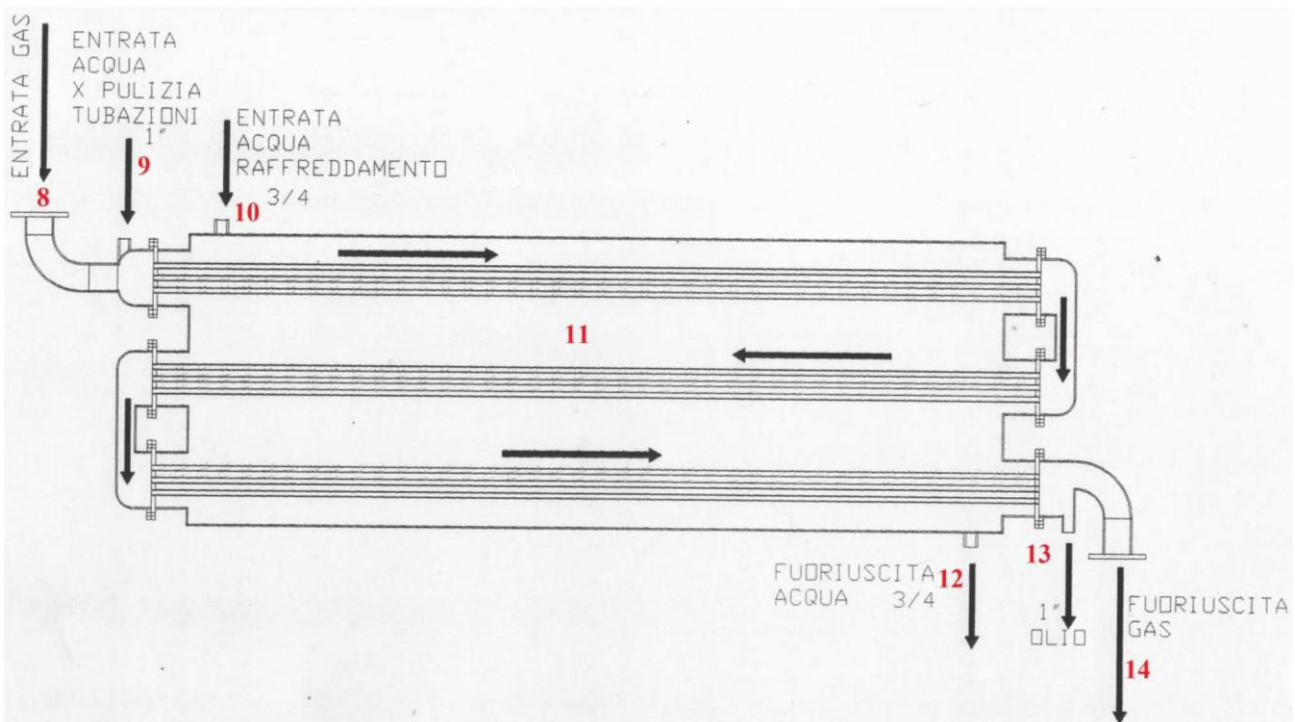 ENTRATA GAS
8
ENTRATA
ACQUA
X PULIZIA
TUBAZIONI
1"
9
ENTRATA
ACQUA
RAFFREDDAMENTO
3/4
10
11
FUORIUSCITA
ACQUA 3/4
12
13
1"
OLIO
FUORIUSCITA
GAS
14